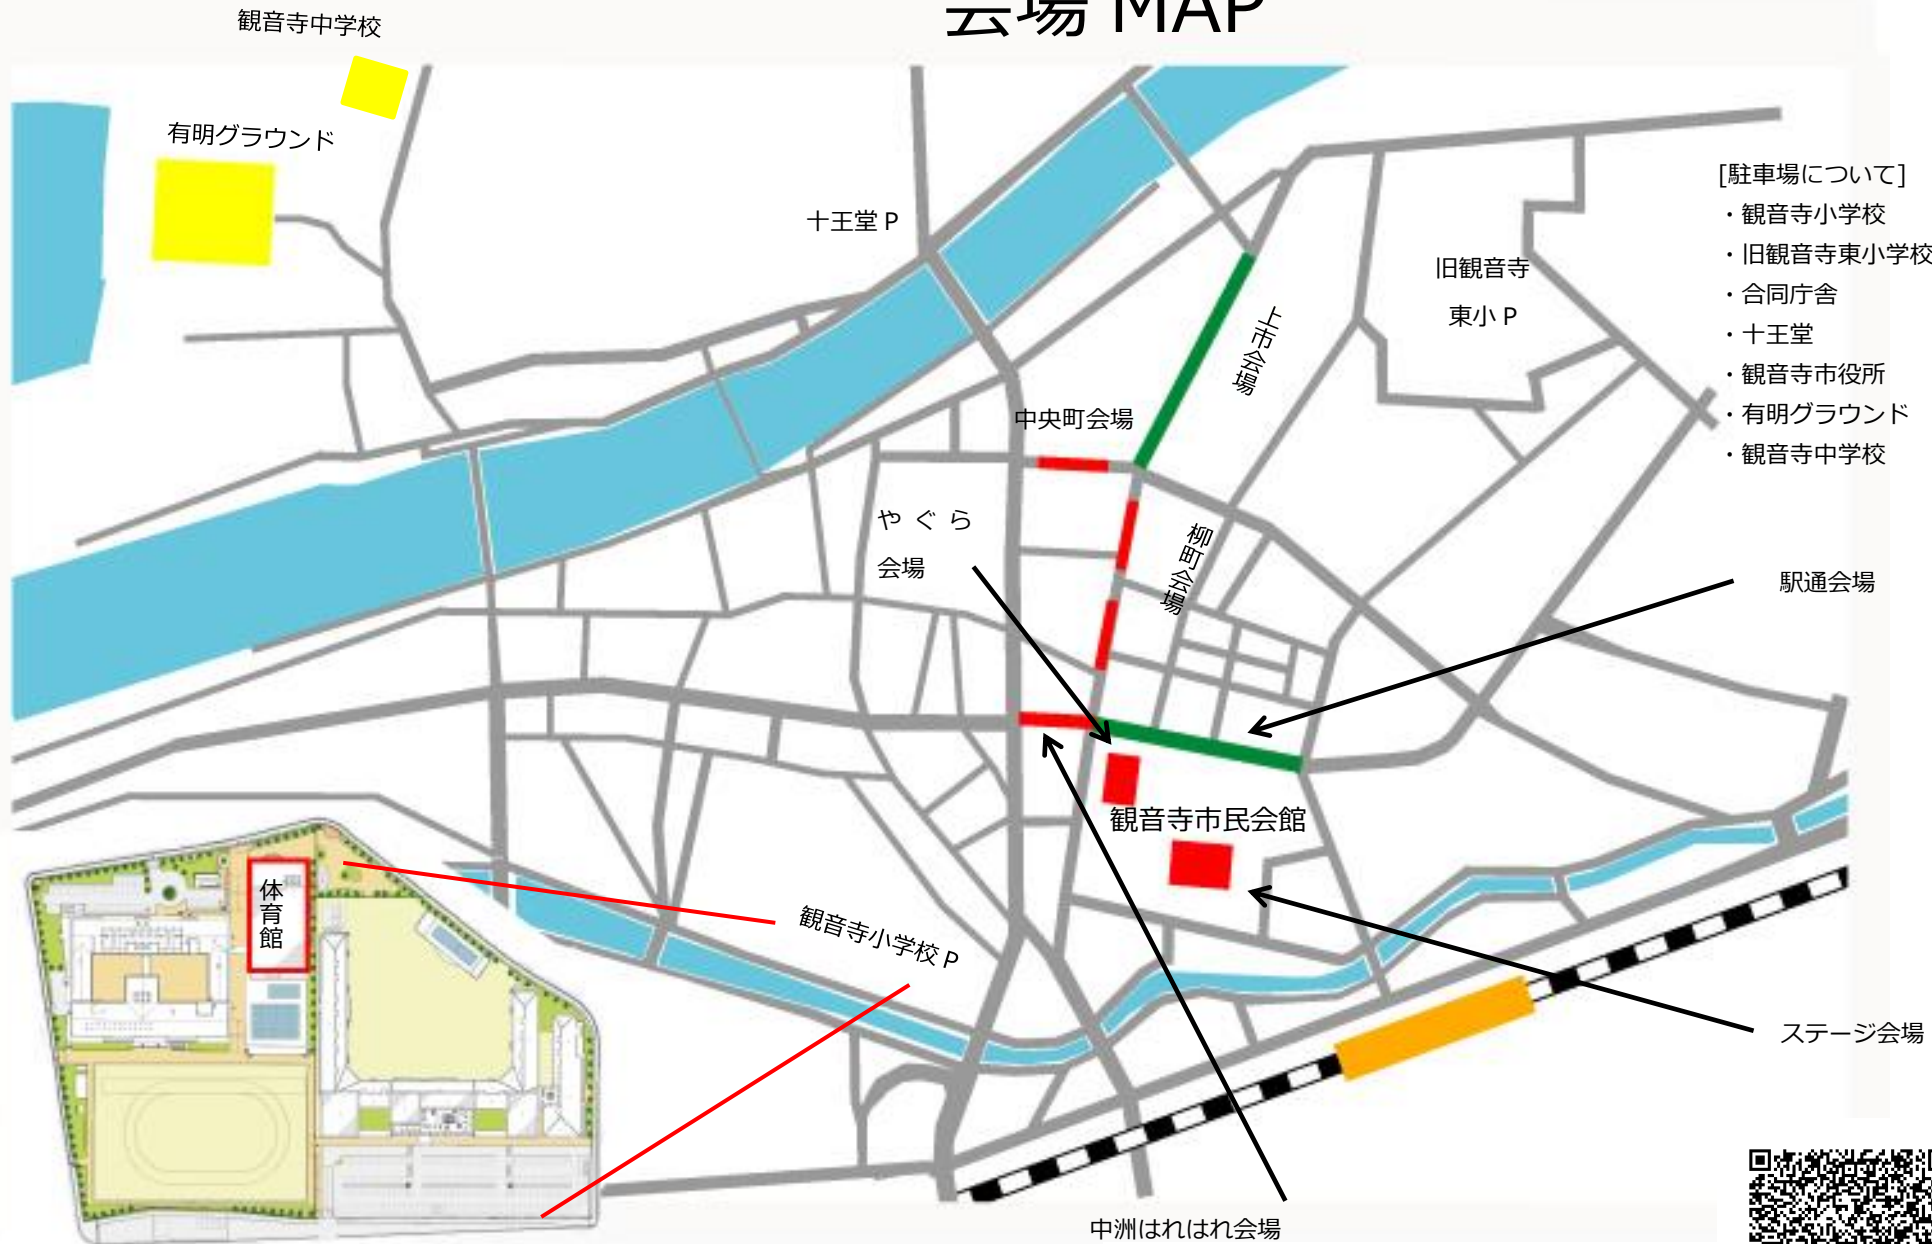 会場 MAP
観音寺中学校
有明グラウンド
十王堂 P
[駐車場について]
・観音寺小学校
・旧観音寺東小学校
・合同庁舎
・十王堂
・観音寺市役所
・有明グラウンド
・観音寺中学校
旧観音寺
東小 P
上市会場
中央町会場
やぐら
会場
柳町会場
駅通会場
観音寺市民会館
体育館
観音寺小学校 P
ステージ会場
中洲はれはれ会場